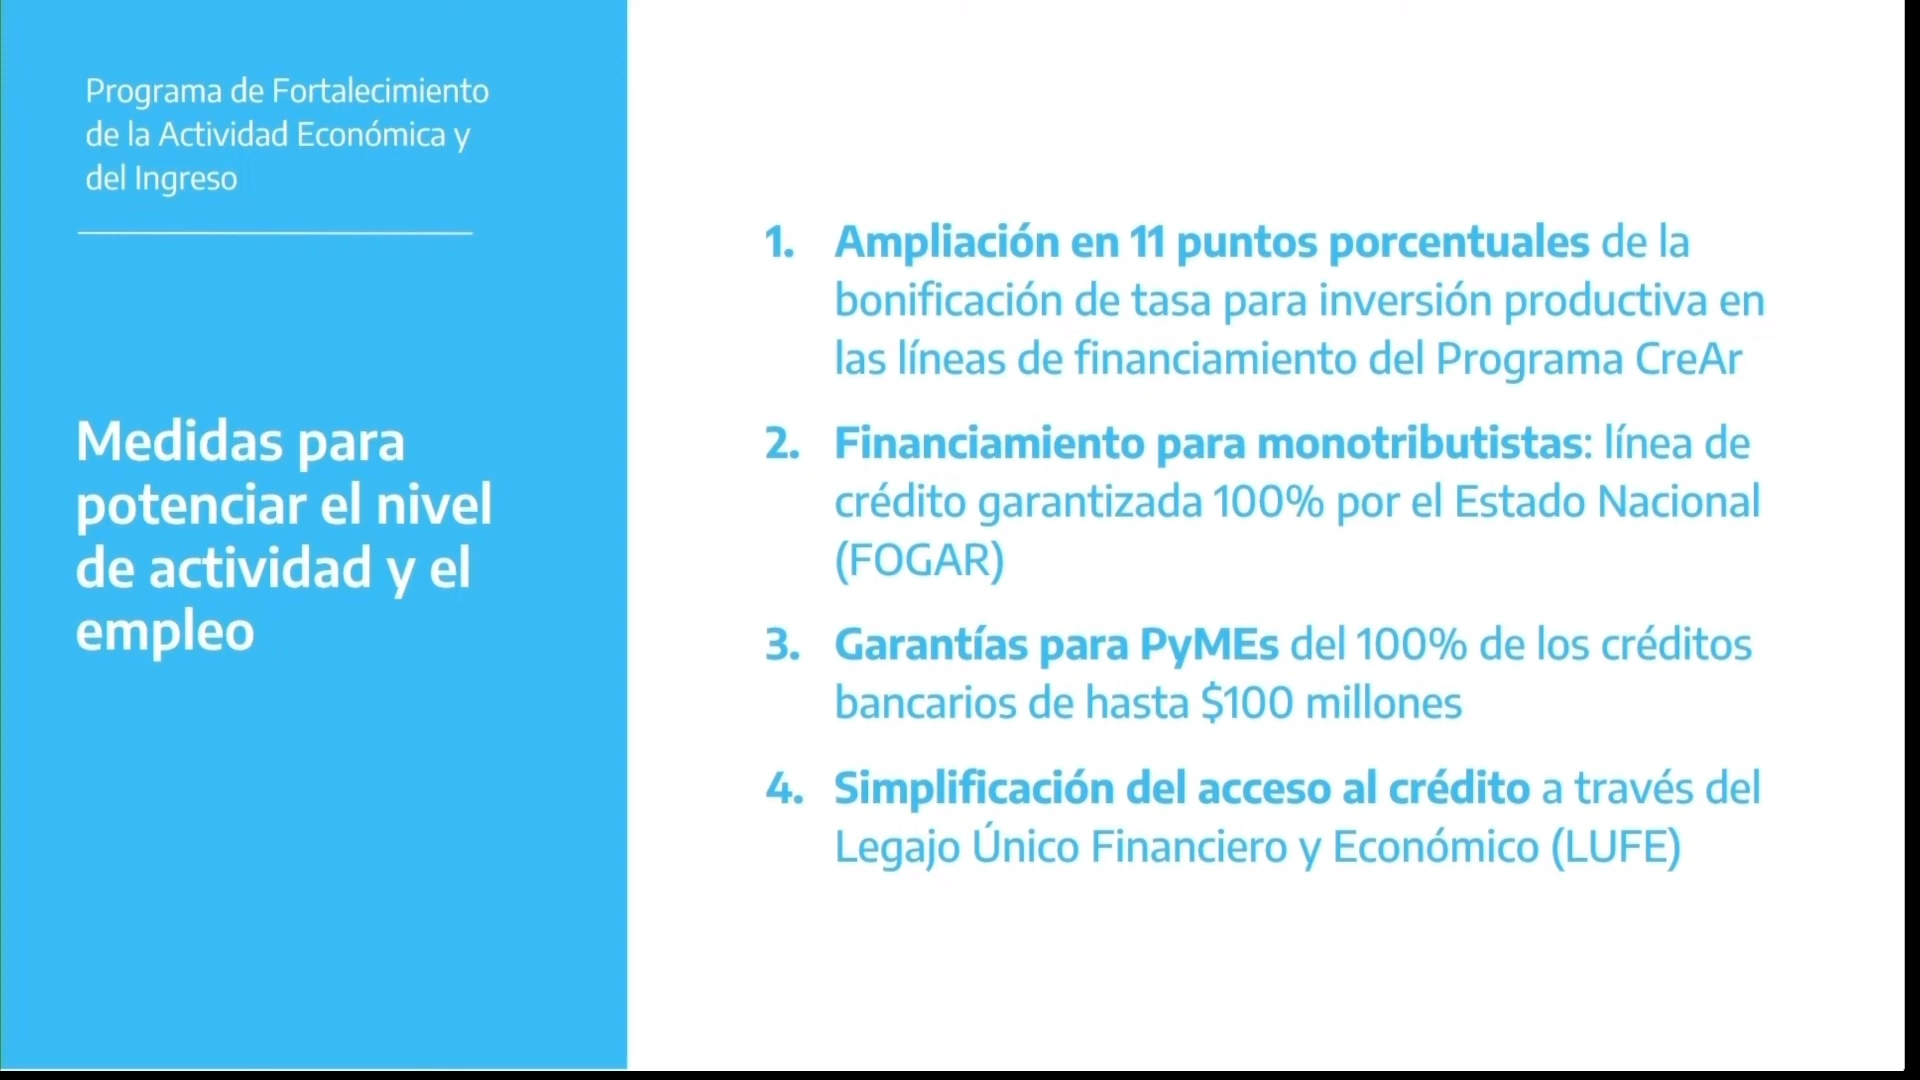 Programa de Fortalecimiento
de la Actividad Económica y
del Ingreso
Medidas para
potenciar el nivel
de actividad y el
empleo
1. Ampliación en 11 puntos porcentuales de la
bonificación de tasa para inversión productiva en
las líneas de financiamiento del Programa CreAr
2. Financiamiento para monotributistas: línea de
crédito garantizada 100% por el Estado Nacional
(FOGAR)
3. Garantías para PyMEs del 100% de los créditos
bancarios de hasta $100 millones
4. Simplificación del acceso al crédito a través del
Legajo Único Financiero y Económico (LUFE)